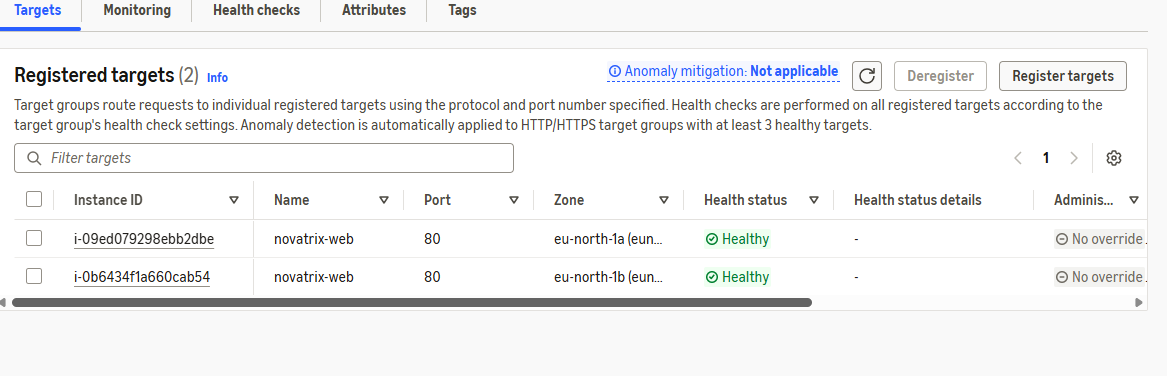 Targets Monitoring Health checks Attributes Tags
Registered targets (2) Info
Anomaly mitigation: Not applicable
Deregister Register targets
Target groups route requests to individual registered targets using the protocol and port number specified. Health checks are performed on all registered targets according to the
target group's health check settings. Anomaly detection is automatically applied to HTTP/HTTPS target groups with at least 3 healthy targets.
Filter targets
1
Instance ID Name Port Zone Health status Health status details Adminis...
i-09ed079298ebb2dbe novatrix-web 80 eu-north-1a (eun... Healthy - No override.
i-0b6434f1a660cab54 novatrix-web 80 eu-north-1b (eun... Healthy - No override.